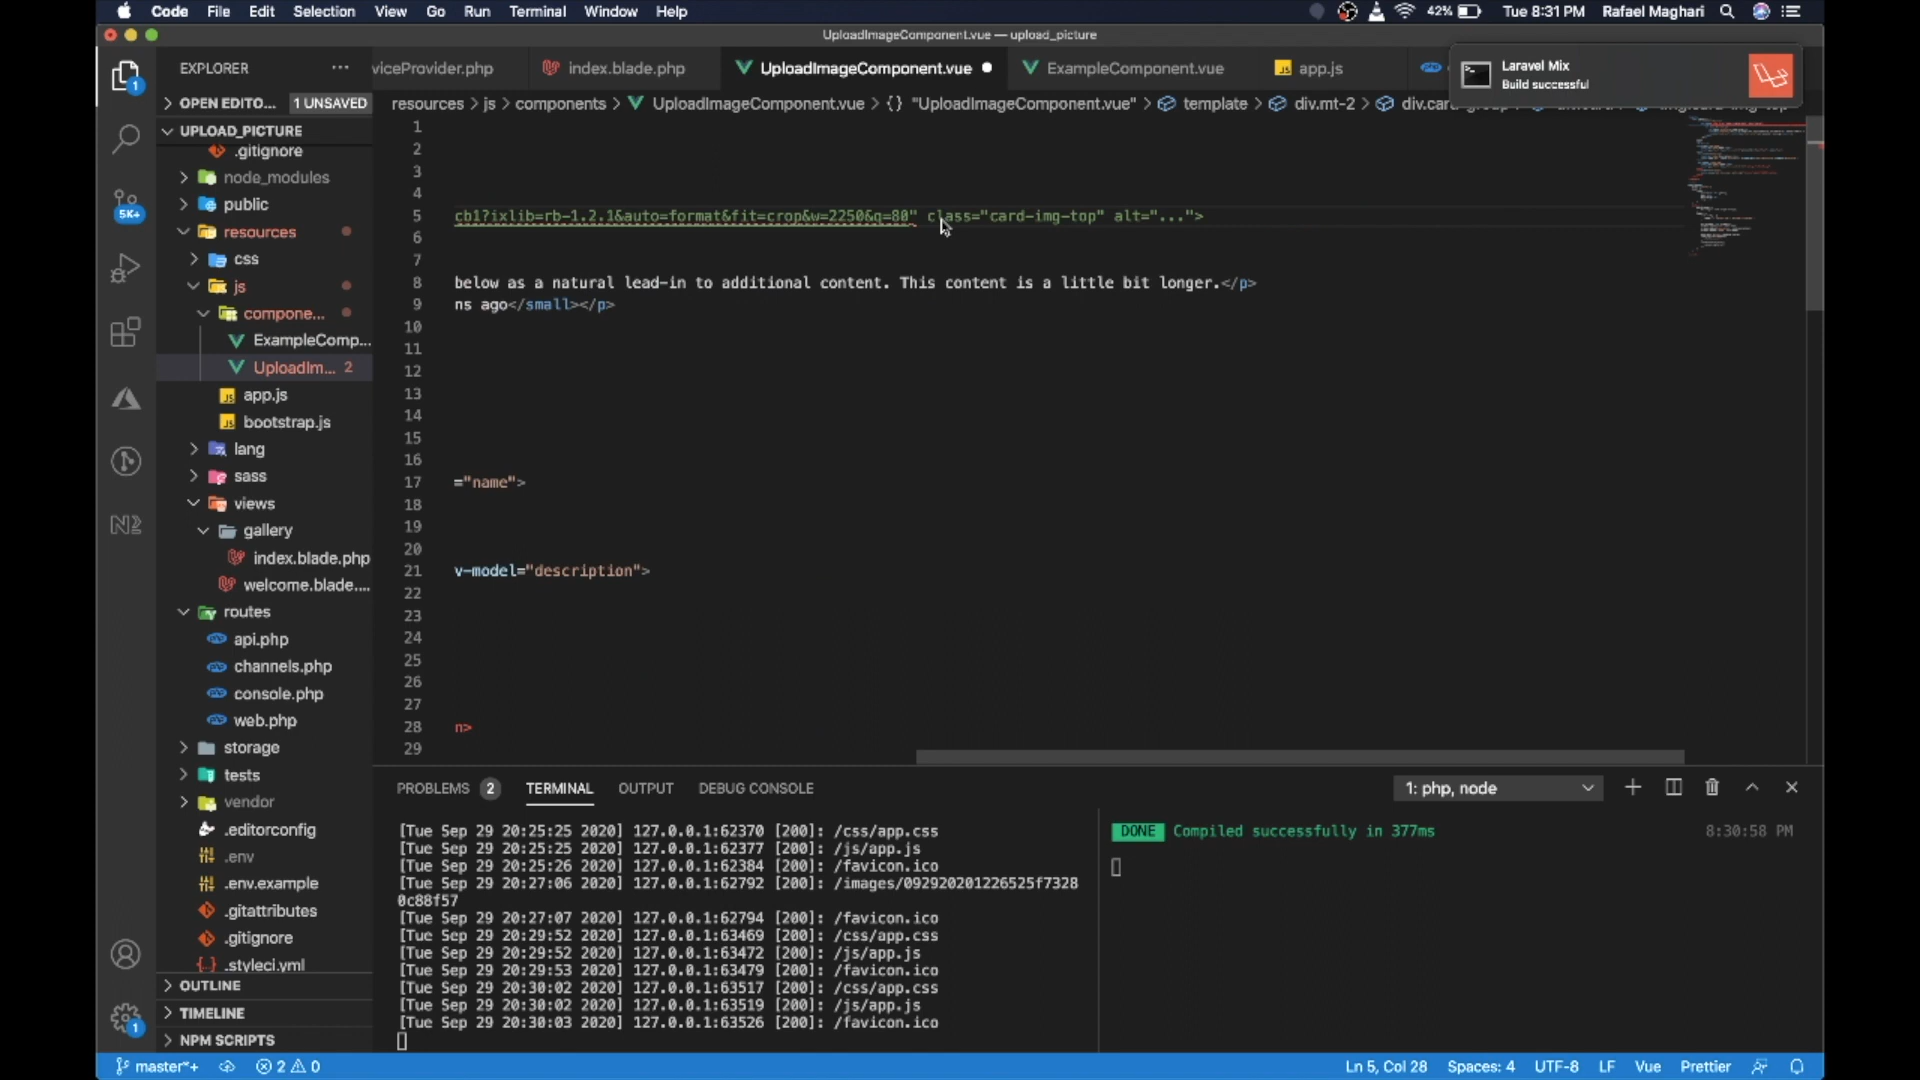 Code File Edit Selection View Go Run Terminal Window Help
42% Tue 8:31 PM Rafael Maghari
UploadImageComponent.vue — upload_picture
EXPLORER
viceProvider.php index.blade.php UploadImageComponent.vue ExampleComponent.vue app.js
Laravel Mix
Build successful
OPEN EDITO... 1 UNSAVED
resources > js > components > UploadImageComponent.vue > {} "UploadImageComponent.vue" > template > div.mt-2 >
UPLOAD_PICTURE
.gitignore
node_modules
public
resources
css
js
compone...
ExampleComp...
UploadIm... 2
app.js
bootstrap.js
lang
sass
views
gallery
index.blade.php
welcome.blade....
routes
api.php
channels.php
console.php
web.php
storage
tests
vendor
.editorconfig
.env
.env.example
.gitattributes
.gitignore
.styleci.yml
OUTLINE
TIMELINE
NPM SCRIPTS
1
2
3
4
5 cb1?ixlib=rb-1.2.1&auto=format&fit=crop&w=2250&q=80" class="card-img-top" alt="...">
6
7
8 below as a natural lead-in to additional content. This content is a little bit longer.</p>
9 ns ago</small></p>
10
11
12
13
14
15
16
17 ="name">
18
19
20
21 v-model="description">
22
23
24
25
26
27
28 n>
29
PROBLEMS 2 TERMINAL OUTPUT DEBUG CONSOLE 1: php, node
[Tue Sep 29 20:25:25 2020] 127.0.0.1:62370 [200]: /css/app.css
[Tue Sep 29 20:25:25 2020] 127.0.0.1:62377 [200]: /js/app.js
[Tue Sep 29 20:25:26 2020] 127.0.0.1:62384 [200]: /favicon.ico
[Tue Sep 29 20:27:06 2020] 127.0.0.1:62792 [200]: /images/092920201226525f7328
0c88f57
[Tue Sep 29 20:27:07 2020] 127.0.0.1:62794 [200]: /favicon.ico
[Tue Sep 29 20:29:52 2020] 127.0.0.1:63469 [200]: /css/app.css
[Tue Sep 29 20:29:52 2020] 127.0.0.1:63472 [200]: /js/app.js
[Tue Sep 29 20:29:53 2020] 127.0.0.1:63479 [200]: /favicon.ico
[Tue Sep 29 20:30:02 2020] 127.0.0.1:63517 [200]: /css/app.css
[Tue Sep 29 20:30:02 2020] 127.0.0.1:63519 [200]: /js/app.js
[Tue Sep 29 20:30:03 2020] 127.0.0.1:63526 [200]: /favicon.ico
DONE Compiled successfully in 377ms 8:30:58 PM
1
5K+
1
master*+ 2 0 Ln 5, Col 28 Spaces: 4 UTF-8 LF Vue Prettier